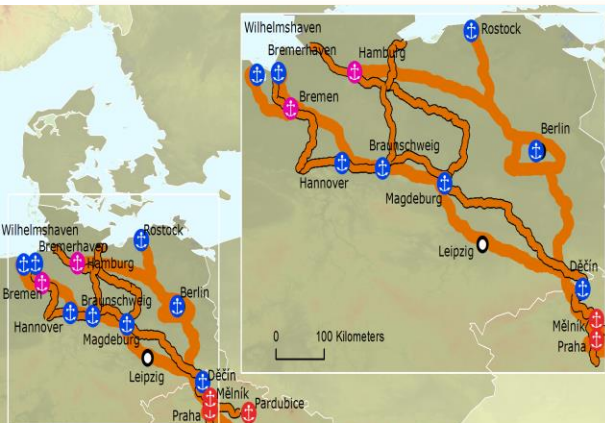 Wilhelmshaven
Rostock
Bremerhaven
Hamburg
Bremen
Berlin
Braunschweig
Hannover
Magdeburg
Leipzig
Děčín
0 100 Kilometers
Mělník
Praha
Wilhelmshaven
Rostock
Bremerhaven
Hamburg
Bremen
Braunschweig
Berlin
Hannover
Magdeburg
Leipzig
Děčín
Mělník
Praha
Pardubice